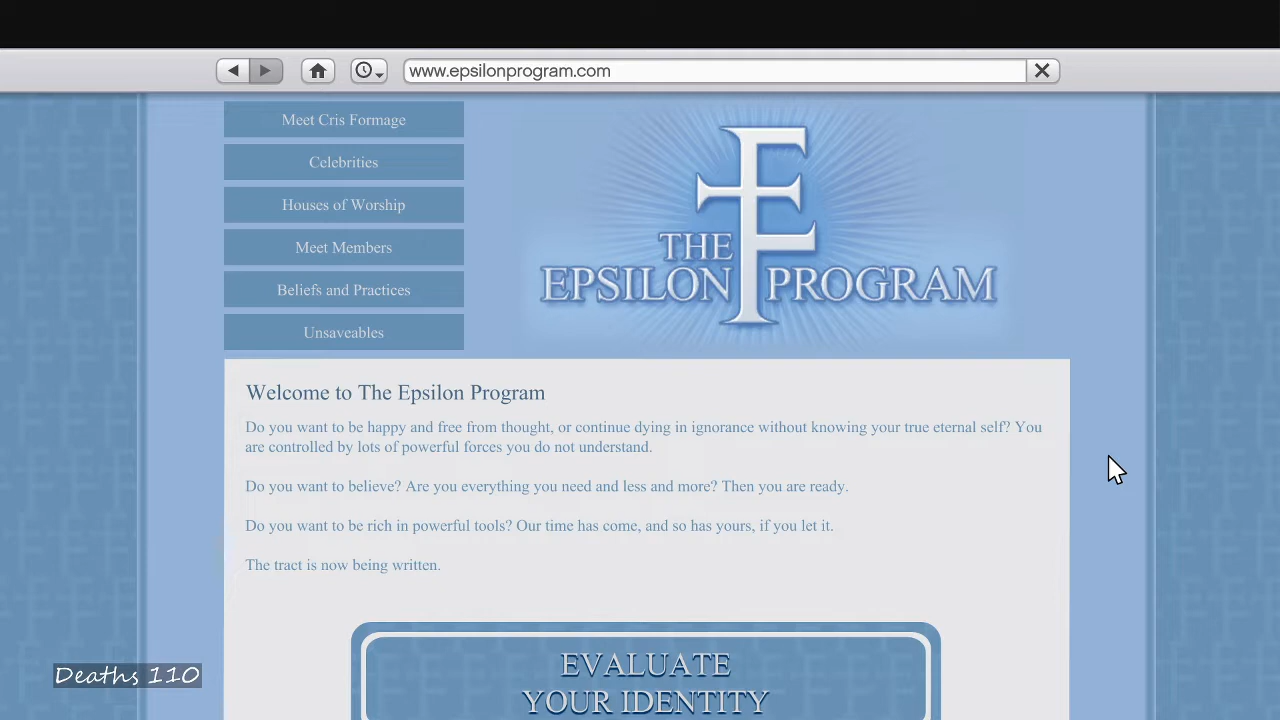 www.epsilonprogram.com
Meet Cris Formage
Celebrities
Houses of Worship
Meet Members
Beliefs and Practices
Unsaveables
THE
EPSILON PROGRAM
Welcome to The Epsilon Program
Do you want to be happy and free from thought, or continue dying in ignorance without knowing your true eternal self? You
are controlled by lots of powerful forces you do not understand.
Do you want to believe? Are you everything you need and less and more? Then you are ready.
Do you want to be rich in powerful tools? Our time has come, and so has yours, if you let it.
The tract is now being written.
EVALUATE
YOUR IDENTITY
Deaths 110